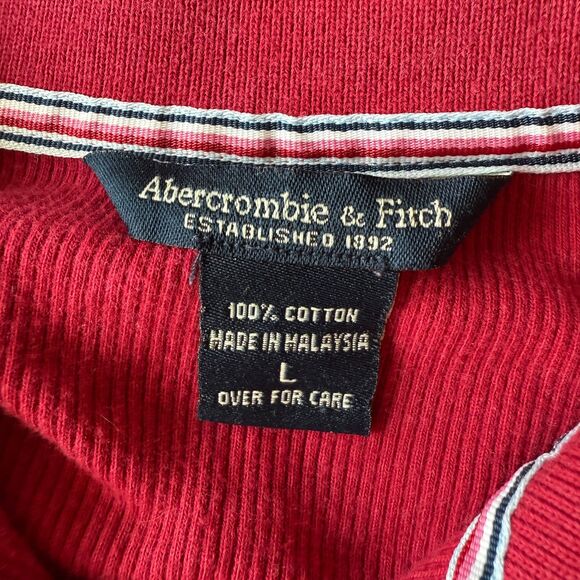 Abercrombie & Fitch
ESTABLISHED 1892
100% COTTON
MADE IN MALAYSIA
L
OVER FOR CARE